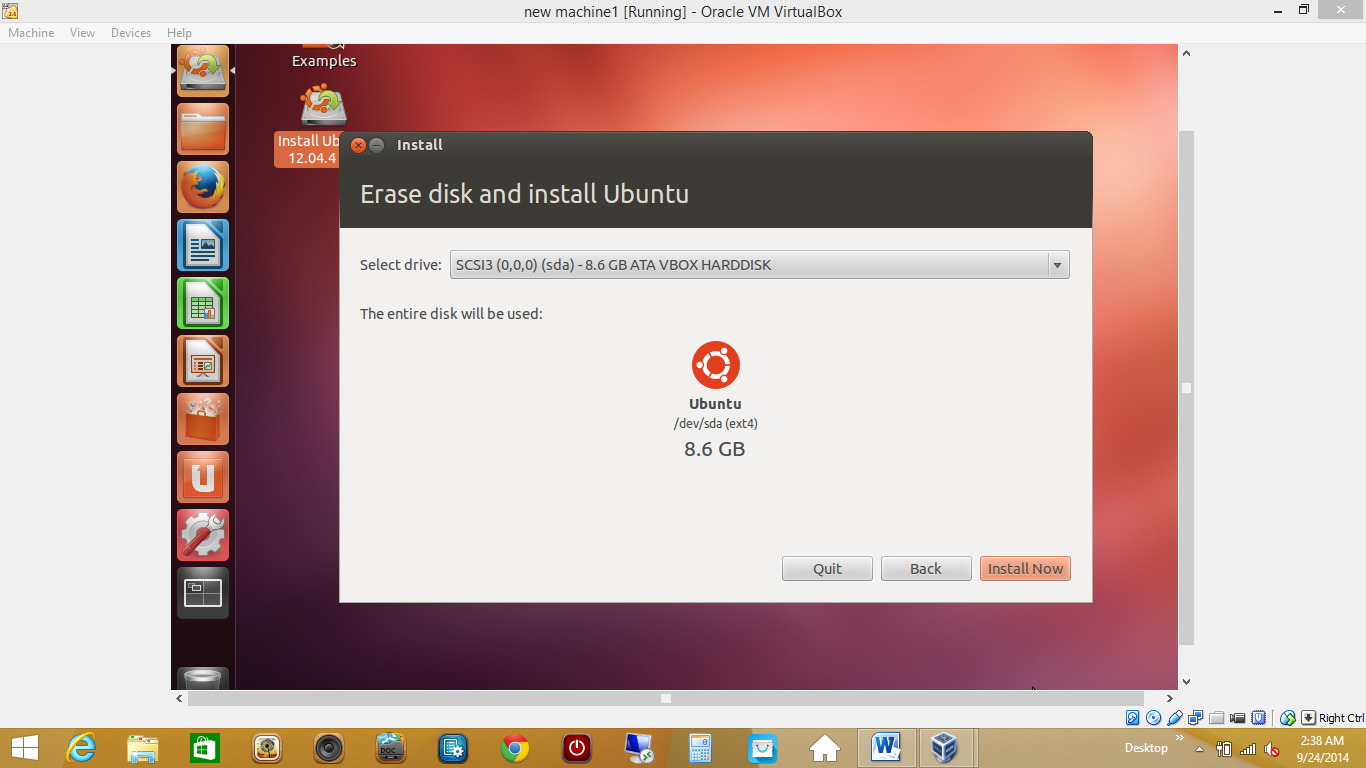 new machine1 [Running] - Oracle VM VirtualBox
Machine View Devices Help
Examples
Install Ub
12.04.4
Install
Erase disk and install Ubuntu
Select drive: SCSI3 (0,0,0) (sda) - 8.6 GB ATA VBOX HARDDISK
The entire disk will be used:
Ubuntu
/dev/sda (ext4)
8.6 GB
Quit Back Install Now
Right Ctrl
Desktop
2:38 AM
9/24/2014